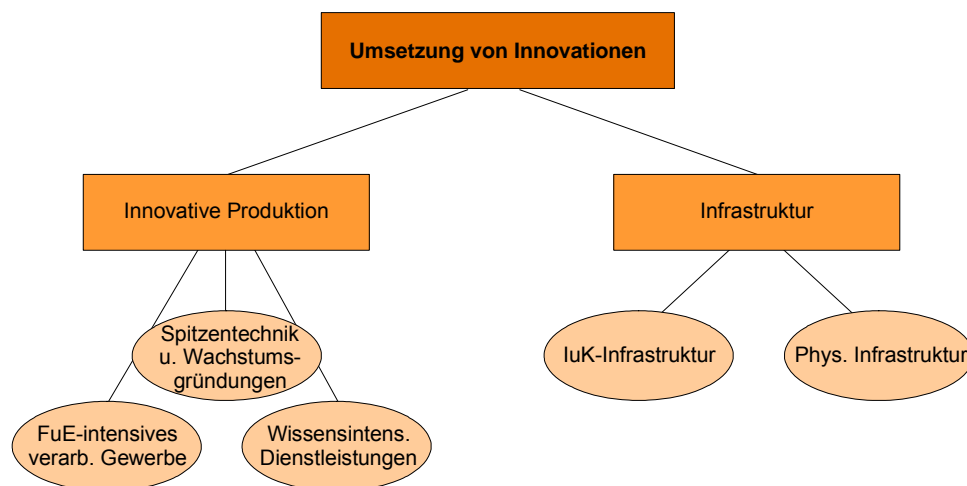 Umsetzung von Innovationen
Innovative Produktion
Infrastruktur
Spitzentechnik
u. Wachstums-
gründungen
IuK-Infrastruktur
Phys. Infrastruktur
FuE-intensives
verarb. Gewerbe
Wissensintens.
Dienstleistungen